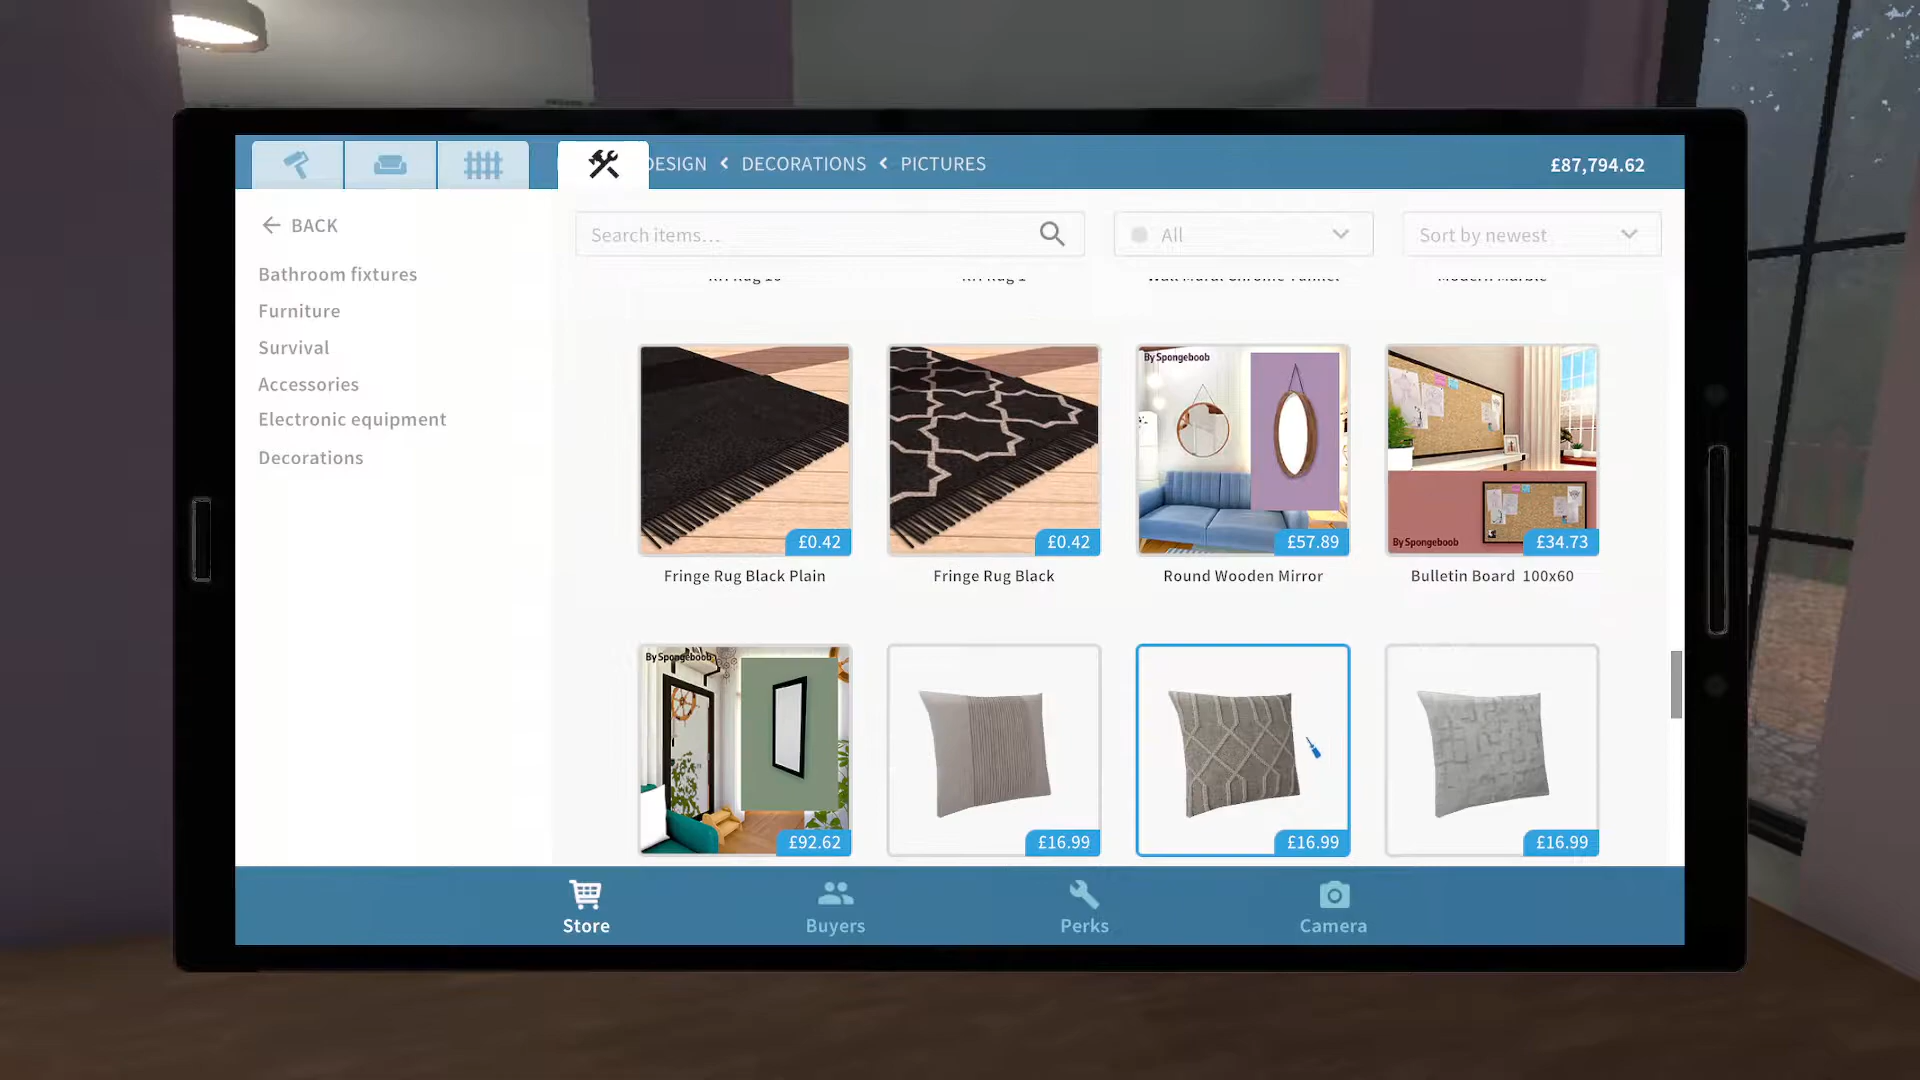 DESIGN < DECORATIONS < PICTURES
£87,794.62
BACK
Search items...
All
Sort by newest
Bathroom fixtures
Furniture
Survival
Accessories
Electronic equipment
Decorations
By Spongeboob
By Spongeboob
£0.42
£0.42
£57.89
£34.73
Fringe Rug Black Plain
Fringe Rug Black
Round Wooden Mirror
Bulletin Board 100x60
By Spongeboob
£92.62
£16.99
£16.99
£16.99
Store
Buyers
Perks
Camera